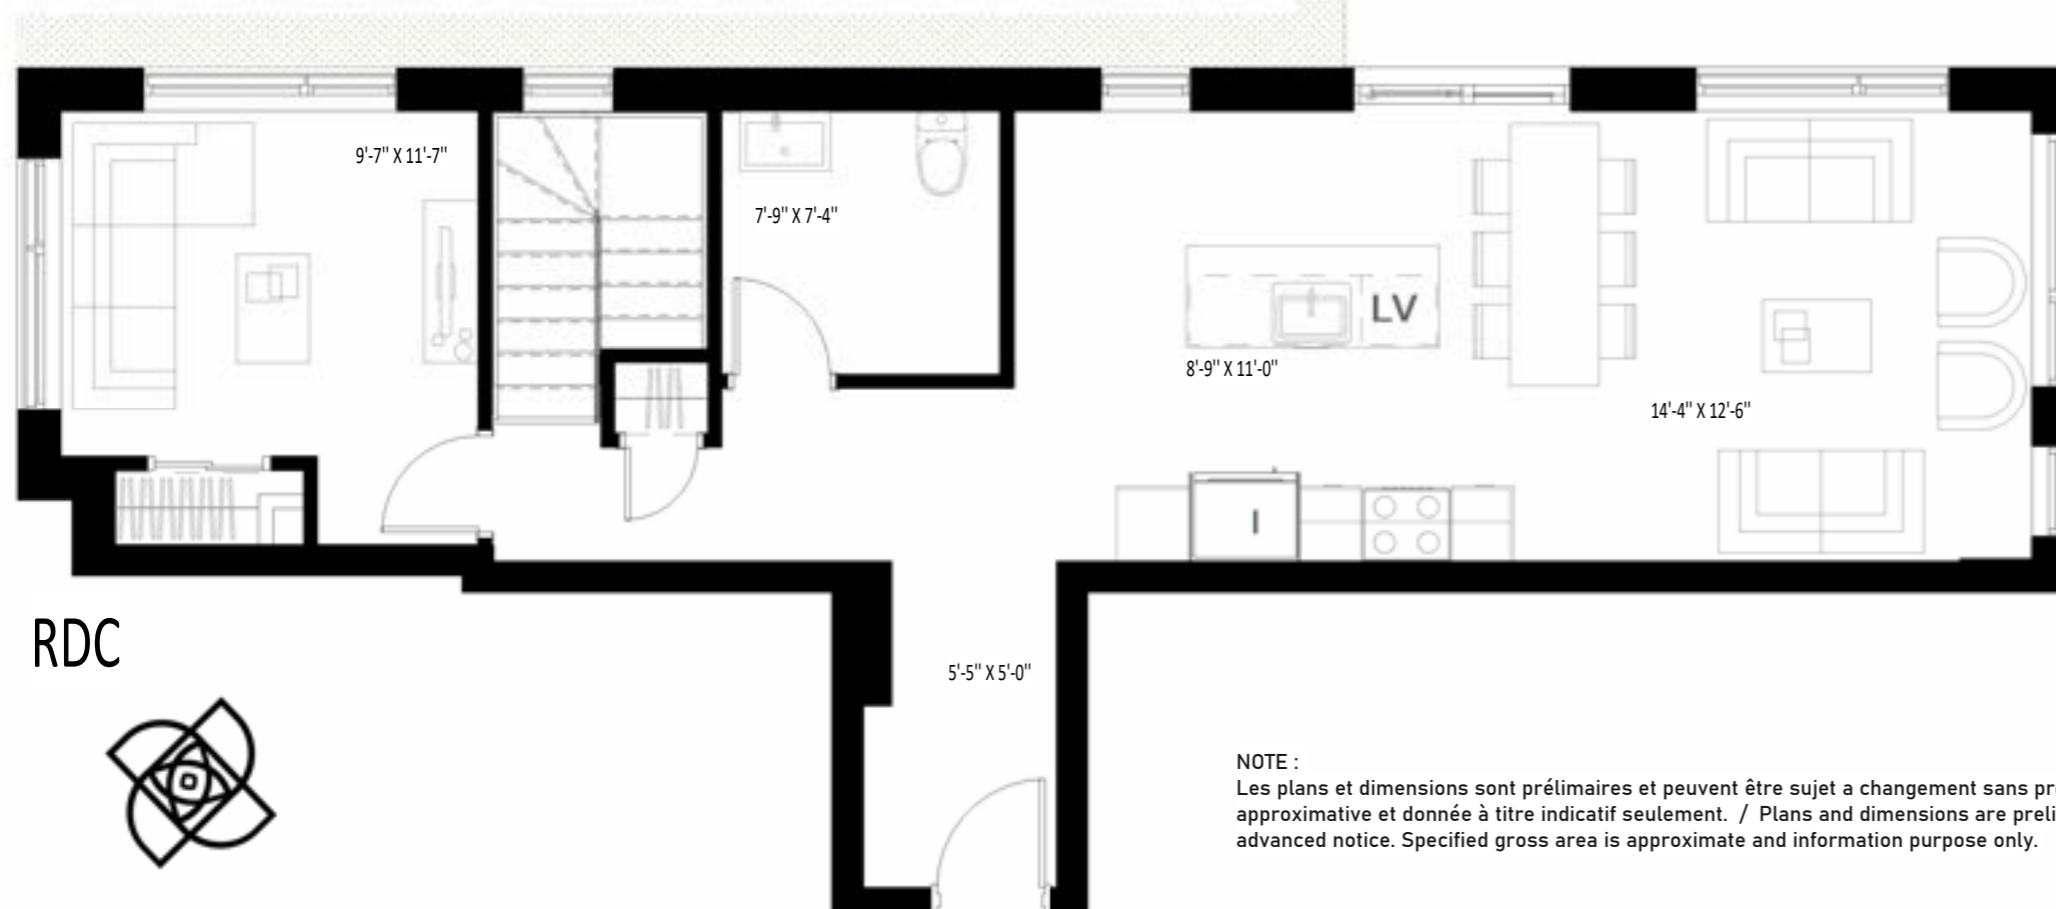 9'-7" X 11'-7"
7'-9" X 7'-4"
LV
8'-9" X 11'-0"
14'-4" X 12'-6"
I
RDC
5'-5" X 5'-0"
NOTE :
Les plans et dimensions sont prélimaires et peuvent être sujet a changement sans
approximative et donnée à titre indicatif seulement. / Plans and dimensions are
advanced notice. Specified gross area is approximate and information purpose only.